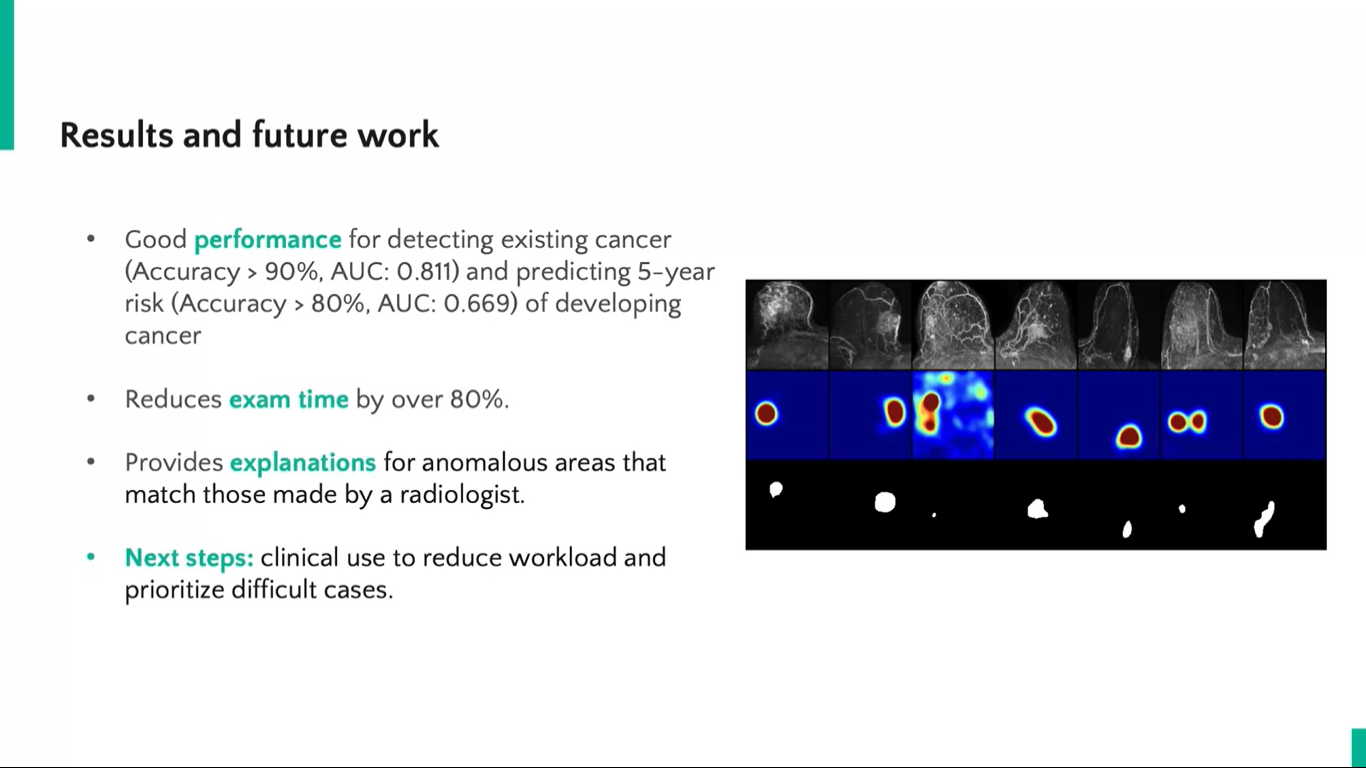 Results and future work
• Good performance for detecting existing cancer
(Accuracy > 90%, AUC: 0.811) and predicting 5-year
risk (Accuracy > 80%, AUC: 0.669) of developing
cancer
• Reduces exam time by over 80%.
• Provides explanations for anomalous areas that
match those made by a radiologist.
• Next steps: clinical use to reduce workload and
prioritize difficult cases.